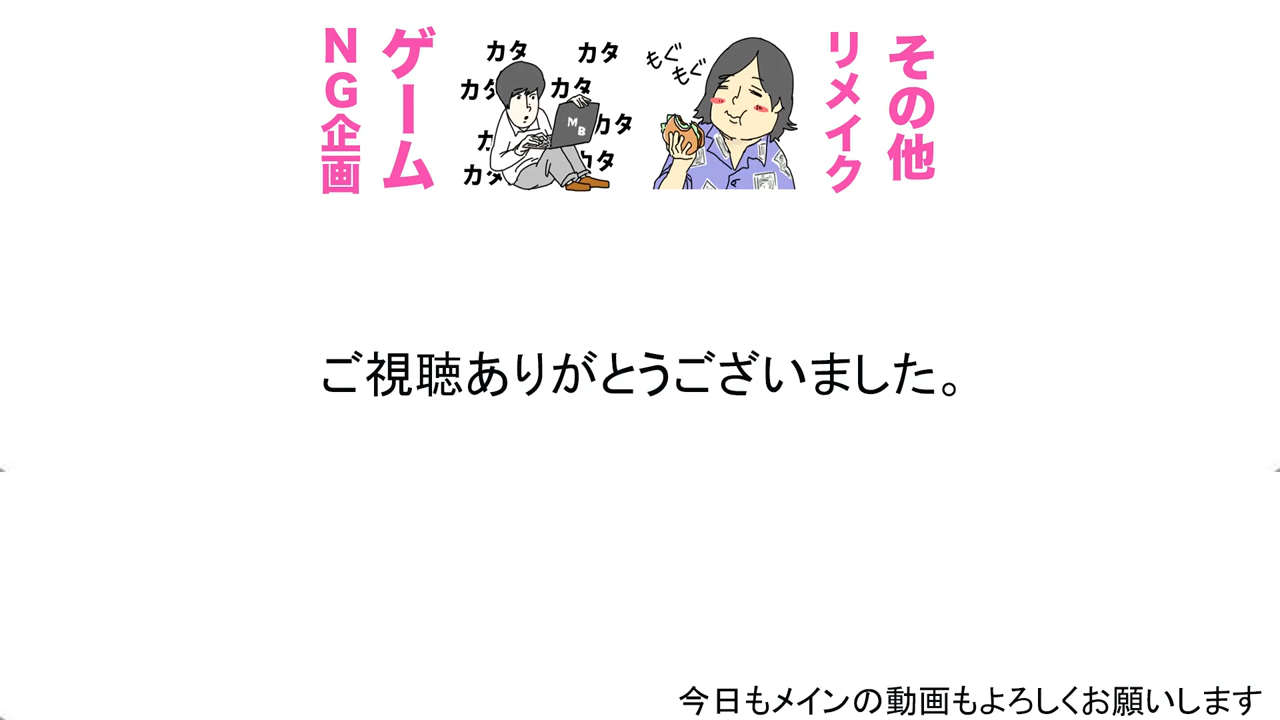 その他
リメイク
もぐ
もぐ
カタ
カタ
カタ
カタ
カタ
カタ
カタ
カタ
MB
ゲーム
NG企画
ご視聴ありがとうございました。
今日もメインの動画もよろしくお願いします